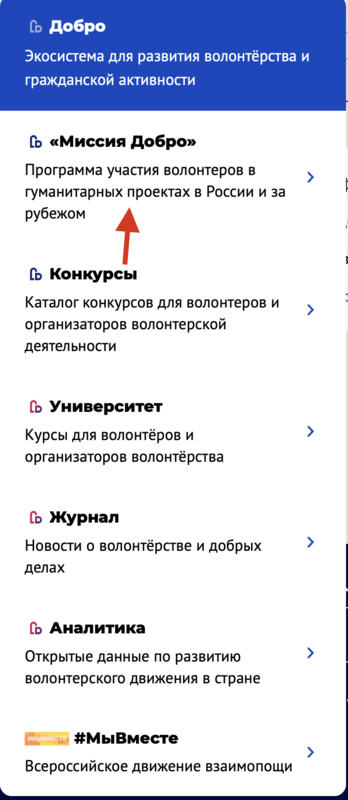 Добро
Экосистема для развития волонтёрства и
гражданской активности
«Миссия Добро»
Программа участия волонтеров в
гуманитарных проектах в России и за
рубежом
Конкурсы
Каталог конкурсов для волонтеров и
организаторов волонтерской
деятельности
Университет
Курсы для волонтёров и
организаторов волонтёрства
Журнал
Новости о волонтёрстве и добрых
делах
Аналитика
Открытые данные по развитию
волонтерского движения в стране
#МЫВМЕСТЕ #МыВместе
Всероссийское движение взаимопощи